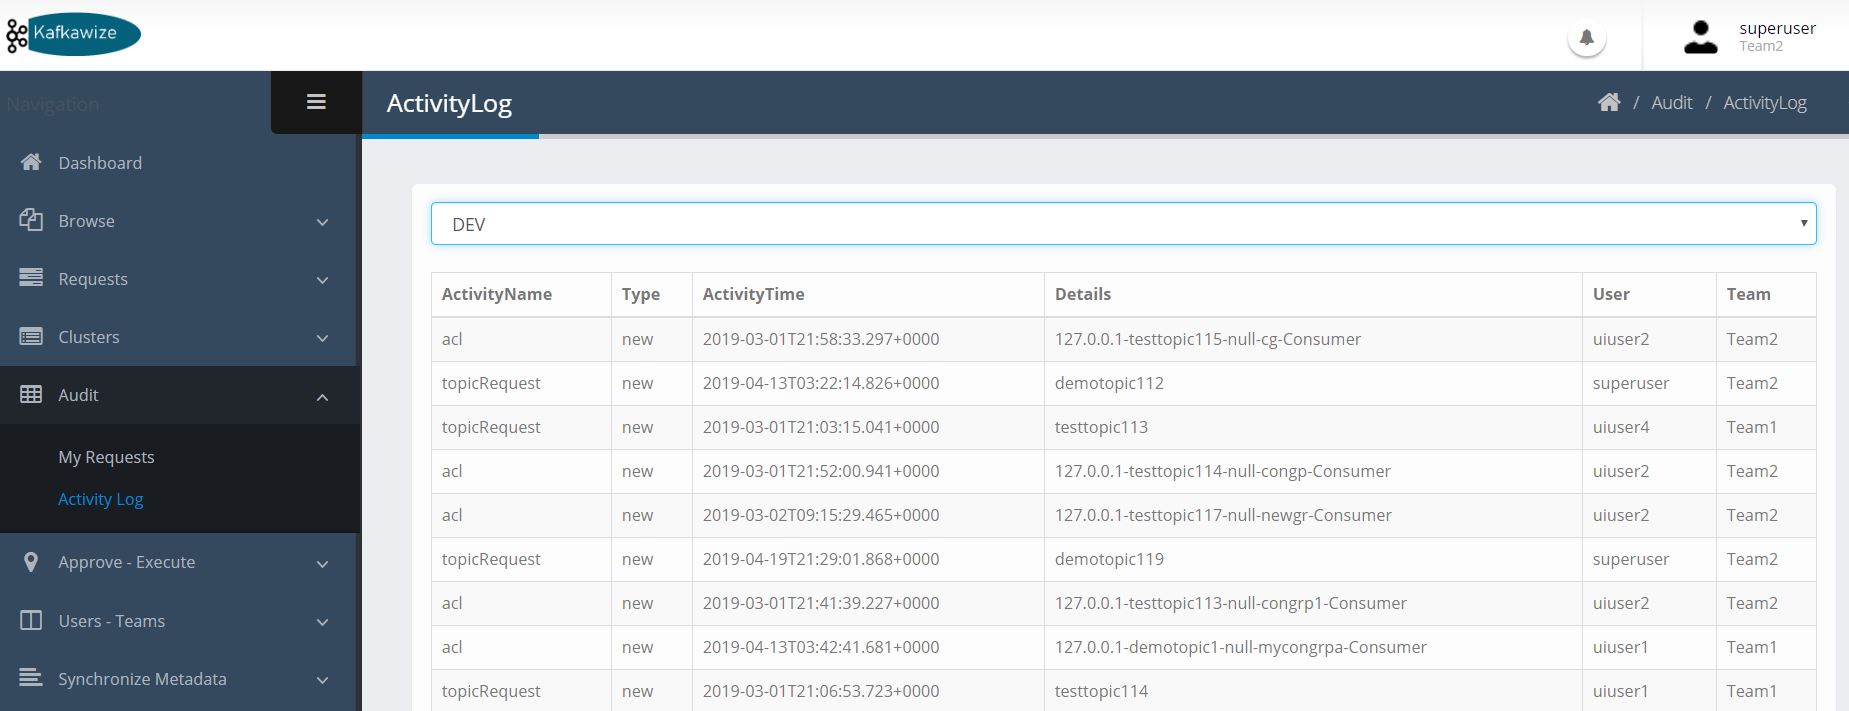 Kafkawize
superuser
Team2
Navigation
ActivityLog
/ Audit / ActivityLog
Dashboard
Browse
Requests
Clusters
Audit
My Requests
Activity Log
Approve - Execute
Users - Teams
Synchronize Metadata
DEV
ActivityName Type ActivityTime Details User Team
acl new 2019-03-01T21:58:33.297+0000 127.0.0.1-testtopic115-null-cg-Consumer uiuser2 Team2
topicRequest new 2019-04-13T03:22:14.826+0000 demotopic112 superuser Team2
topicRequest new 2019-03-01T21:03:15.041+0000 testtopic113 uiuser4 Team1
acl new 2019-03-01T21:52:00.941+0000 127.0.0.1-testtopic114-null-congp-Consumer uiuser2 Team2
acl new 2019-03-02T09:15:29.465+0000 127.0.0.1-testtopic117-null-newgr-Consumer uiuser2 Team2
topicRequest new 2019-04-19T21:29:01.868+0000 demotopic119 superuser Team2
acl new 2019-03-01T21:41:39.227+0000 127.0.0.1-testtopic113-null-congrp1-Consumer uiuser2 Team2
acl new 2019-04-13T03:42:41.681+0000 127.0.0.1-demotopic1-null-mycongrpa-Consumer uiuser1 Team1
topicRequest new 2019-03-01T21:06:53.723+0000 testtopic114 uiuser1 Team1